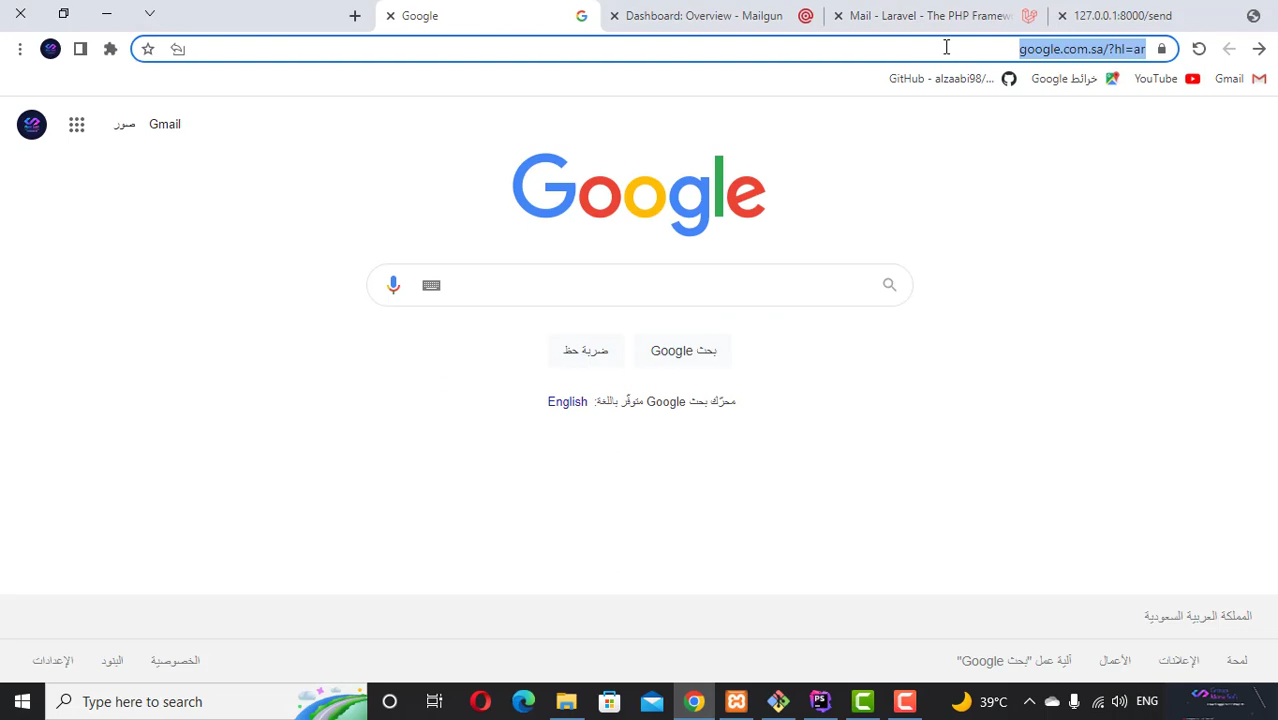 Google
Dashboard: Overview - Mailgun
Mail - Laravel - The PHP Framew
127.0.0.1:8000/send
google.com.sa/?hl=ar
GitHub - alzaabi98/...
خرائط Google
YouTube
Gmail
صور
Gmail
Google
ضربة حظ
بحث Google
محرّك بحث Google متوفّر باللغة: English
المملكة العربية السعودية
لمحة
الإعلانات
الأعمال
آلية عمل "بحث Google"
الخصوصية
البنود
الإعدادات
Type here to search
39°C
ENG